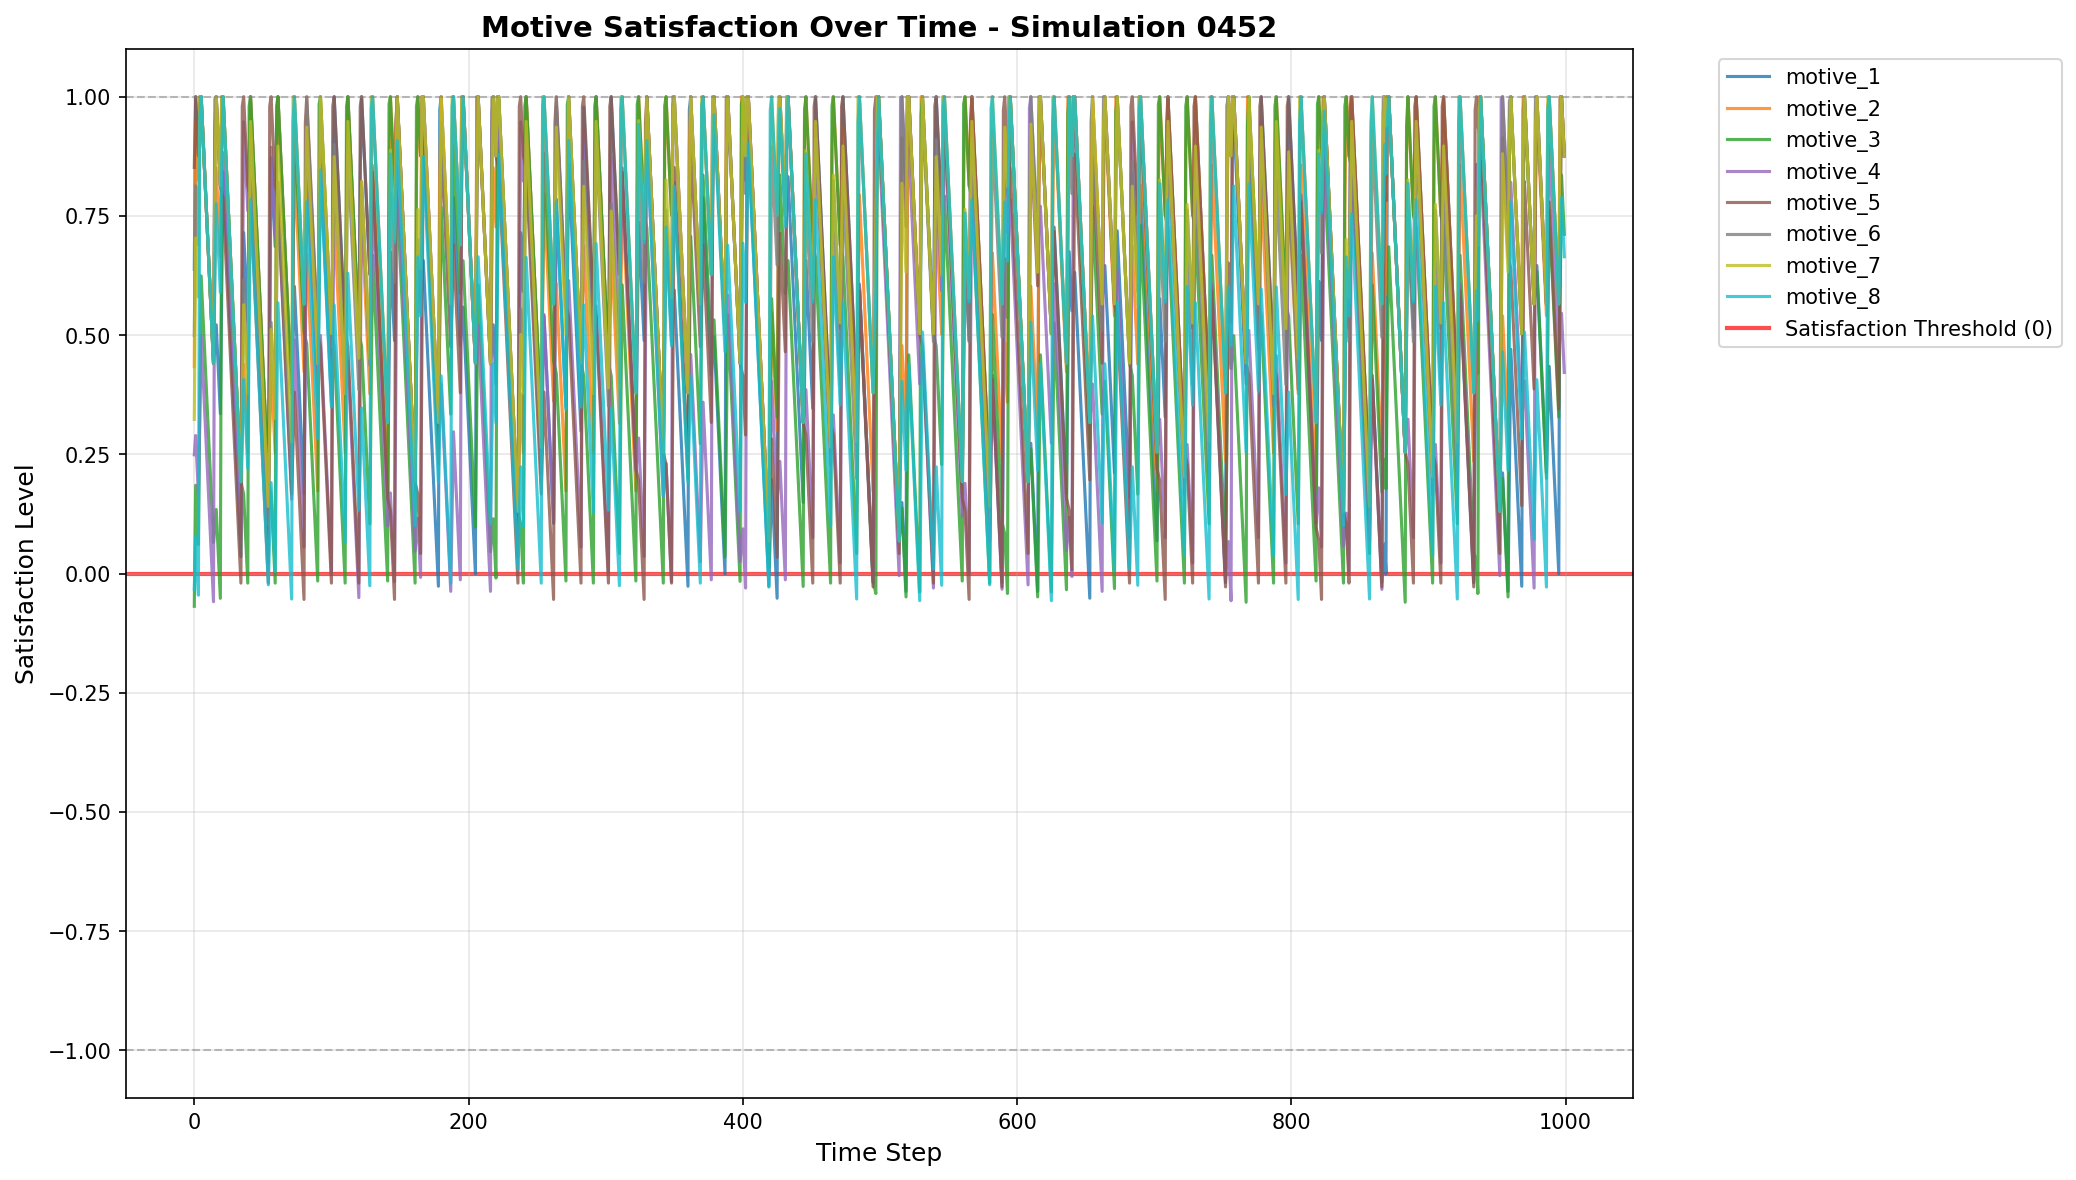 Motive Satisfaction Over Time - Simulation 0452
Satisfaction Level
1.00
0.75
0.50
0.25
0.00
−0.25
−0.50
−0.75
−1.00
0
200
400
600
800
1000
Time Step
motive_1
motive_2
motive_3
motive_4
motive_5
motive_6
motive_7
motive_8
Satisfaction Threshold (0)